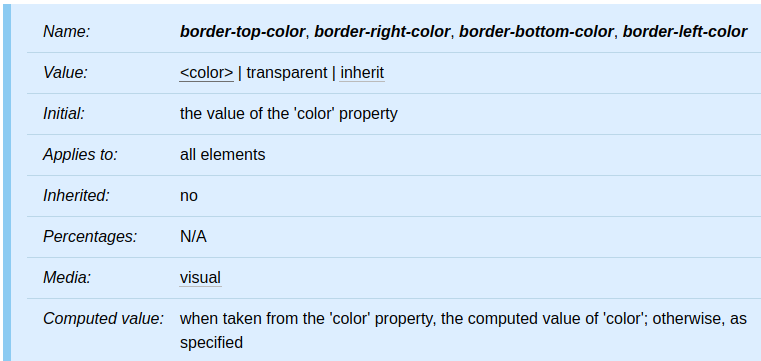 Name: border-top-color, border-right-color, border-bottom-color, border-left-color
Value: <color> | transparent | inherit
Initial: the value of the 'color' property
Applies to: all elements
Inherited: no
Percentages: N/A
Media: visual
Computed value: when taken from the 'color' property, the computed value of 'color'; otherwise, as
specified